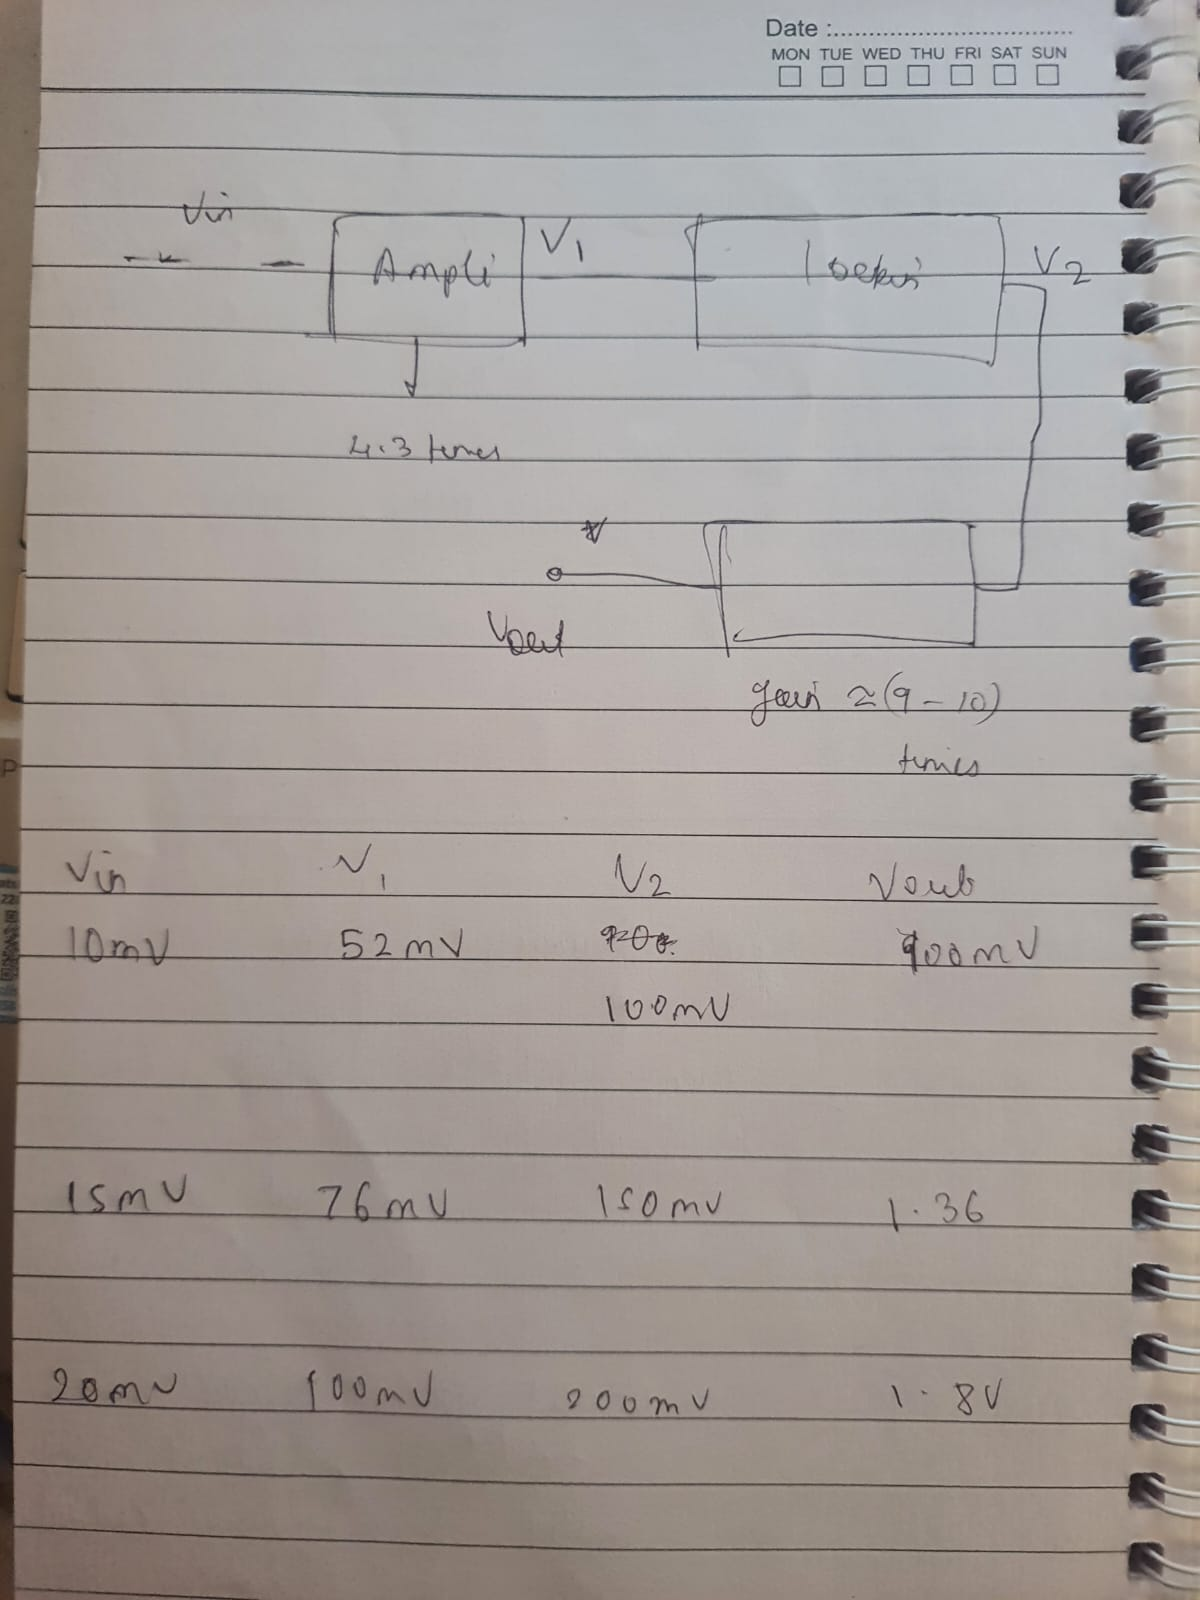 Date :
MON TUE WED THU FRI SAT SUN
Vin
Ampli
V1
lockin
V2
4.3 times
Vout
gain ≈ (9 - 10)
times
Vin V1 V2 Vout
10mV 52mV 900mV
100mV
15mV 76mV 150mV 1.36
20mV 100mV 200mV 1.8V
P